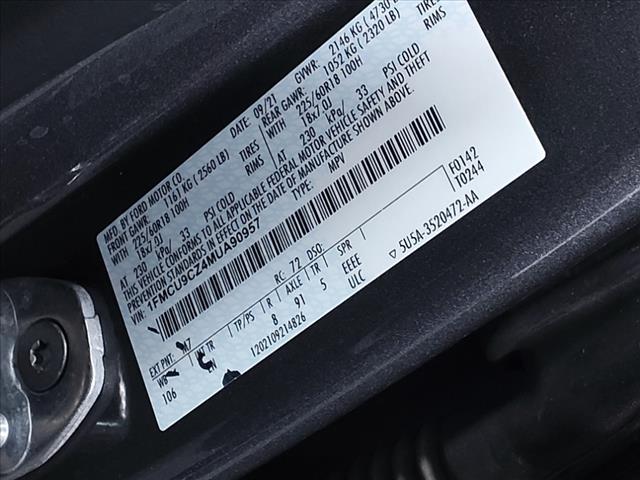 MFD. BY FORD MOTOR CO. DATE: 09/21 GVWR: 2146 KG ( 4730
FRONT GAWR: 1167 KG ( 2560 LB) REAR GAWR: 1052 KG ( 2320 LB)
WITH 225/60R18 100H TIRES WITH 225/60R18 100H TIRES
18x7.0J RIMS 18x7.0J RIMS
AT 230 kPa/ 33 PSI COLD AT 230 kPa/ 33 PSI COLD
THIS VEHICLE CONFORMS TO ALL APPLICABLE FEDERAL MOTOR VEHICLE SAFETY AND THEFT
PREVENTION STANDARDS IN EFFECT ON THE DATE OF MANUFACTURE SHOWN ABOVE.
VIN: 1FMCU9CZ4MUA90957 TYPE: MPV
F0142
T0244
EXT PNT: M7 RC: 72 DSO:
WB INT TR TP/PS R AXLE TR SPR 5U5A-3520472-AA
106 8 91 5 EEEE
1202109214826 ULC